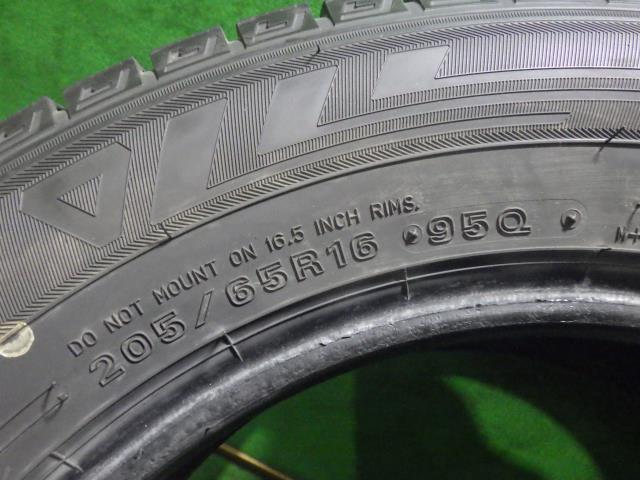 DO NOT MOUNT ON 16.5 INCH RIMS.
205/65R16 95Q